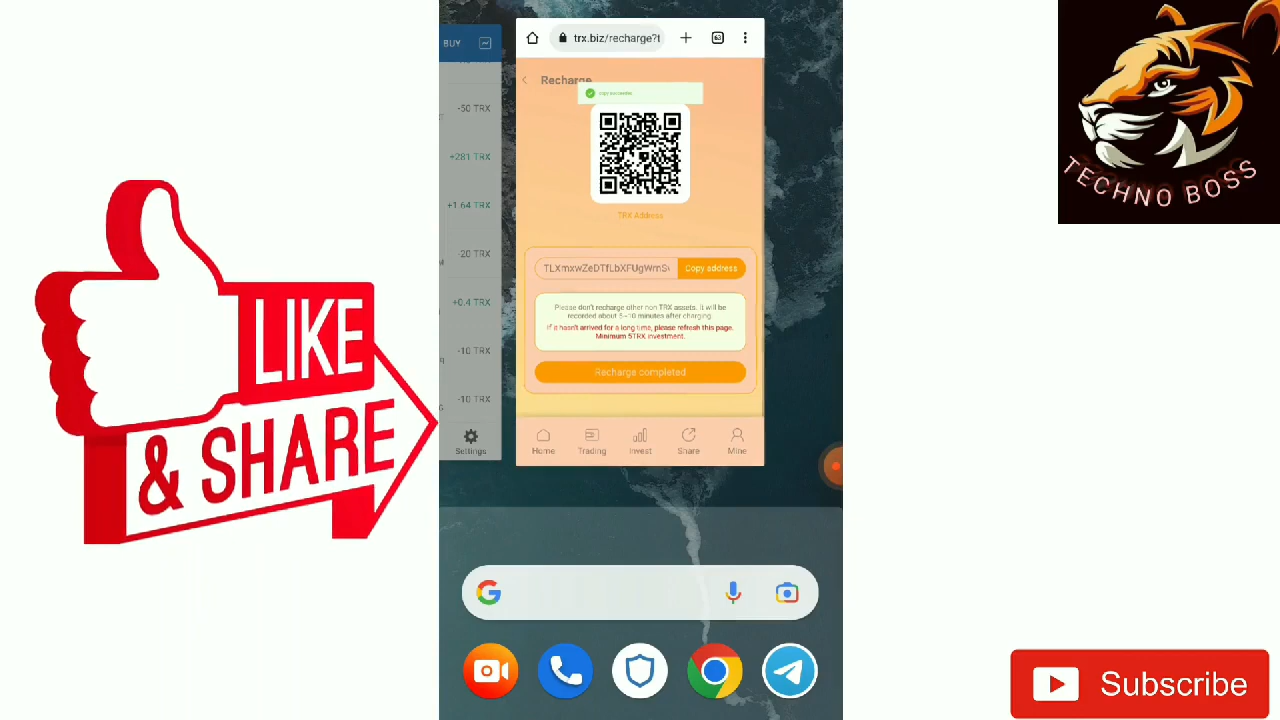 BUY
-50 TRX
+281 TRX
+1.64 TRX
-20 TRX
+0.4 TRX
-10 TRX
-10 TRX
Settings
trx.biz/recharge?t
63
Recharge
TRX Address
Copy address
Please don't recharge other non TRX assets. It will be
recorded about 5~10 minutes after charging.
If it hasn't arrived for a long time, please refresh this page.
Minimum 5TRX investment.
Recharge completed
Home
Trading
Invest
Share
Mine
LIKE
& SHARE
TECHNO BOSS
Subscribe